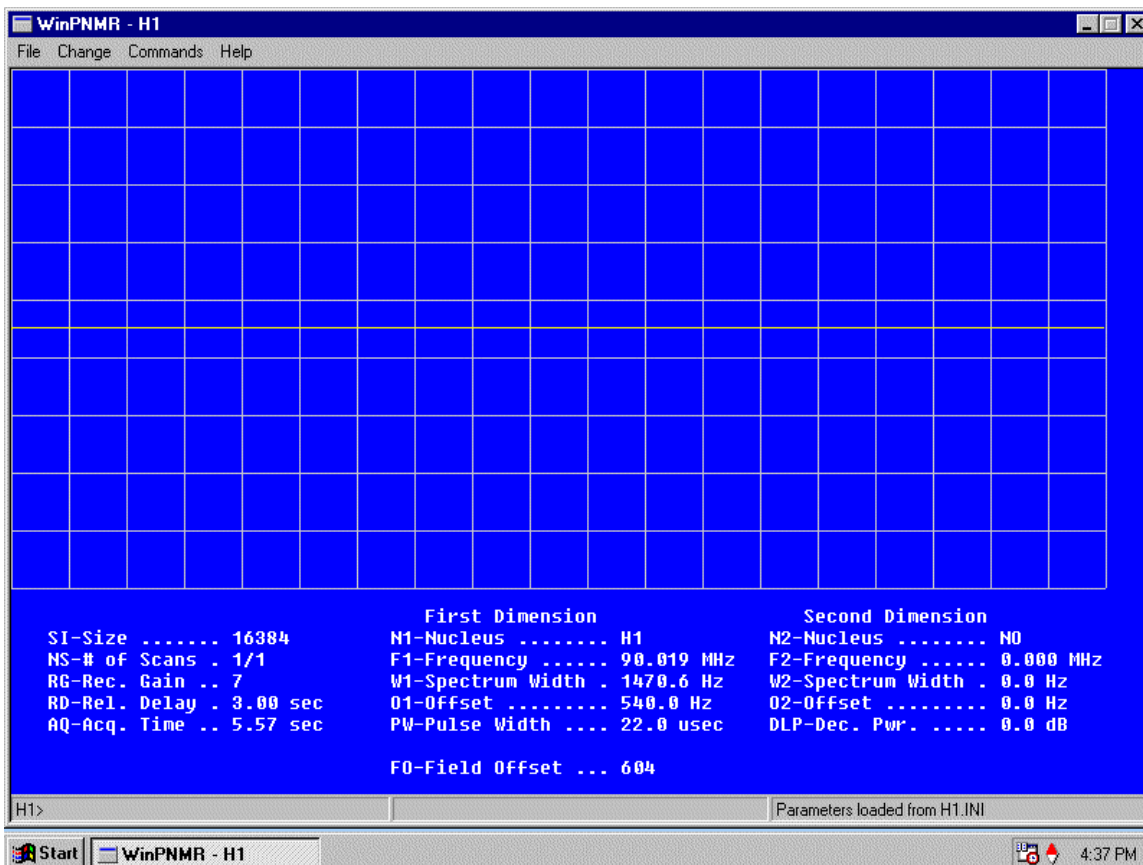 WinPNMR - H1
File Change Commands Help
First Dimension Second Dimension
SI-Size ....... 16384 N1-Nucleus ........ H1 N2-Nucleus ........ NO
NS-# of Scans . 1/1 F1-Frequency ...... 90.019 MHz F2-Frequency ...... 0.000 MHz
RG-Rec. Gain .. 7 W1-Spectrum Width . 1470.6 Hz W2-Spectrum Width . 0.0 Hz
RD-Rel. Delay . 3.00 sec O1-Offset ......... 540.0 Hz O2-Offset ......... 0.0 Hz
AQ-Acq. Time .. 5.57 sec PW-Pulse Width .... 22.0 usec DLP-Dec. Pwr. ..... 0.0 dB
FO-Field Offset ... 604
H1> Parameters loaded from H1.INI
Start WinPNMR - H1 4:37 PM